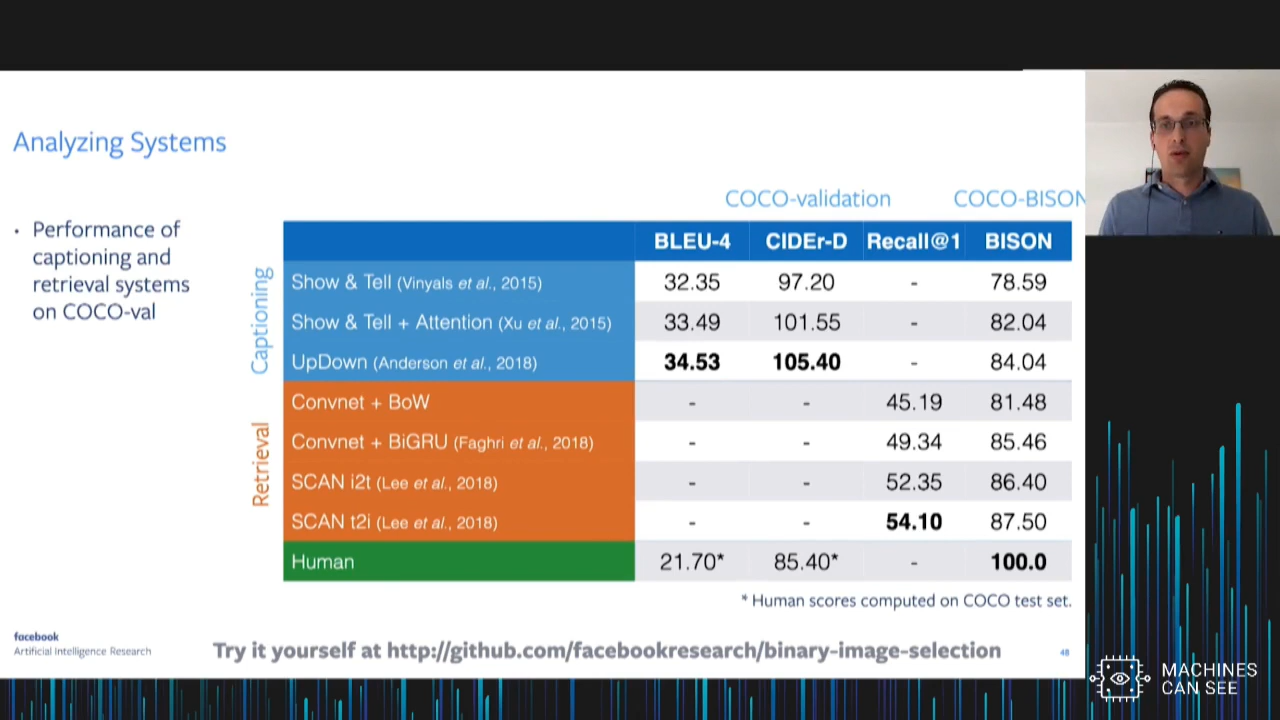 Analyzing Systems
• Performance of
captioning and
retrieval systems
on COCO-val
COCO-validation COCO-BISON
BLEU-4 CIDEr-D Recall@1 BISON
Captioning
Show & Tell (Vinyals et al., 2015) 32.35 97.20 - 78.59
Show & Tell + Attention (Xu et al., 2015) 33.49 101.55 - 82.04
UpDown (Anderson et al., 2018) 34.53 105.40 - 84.04
Retrieval
Convnet + BoW - - 45.19 81.48
Convnet + BiGRU (Faghri et al., 2018) - - 49.34 85.46
SCAN i2t (Lee et al., 2018) - - 52.35 86.40
SCAN t2i (Lee et al., 2018) - - 54.10 87.50
Human 21.70* 85.40* - 100.0
* Human scores computed on COCO test set.
facebook
Artificial Intelligence Research
Try it yourself at http://github.com/facebookresearch/binary-image-selection
48
MACHINES
CAN SEE